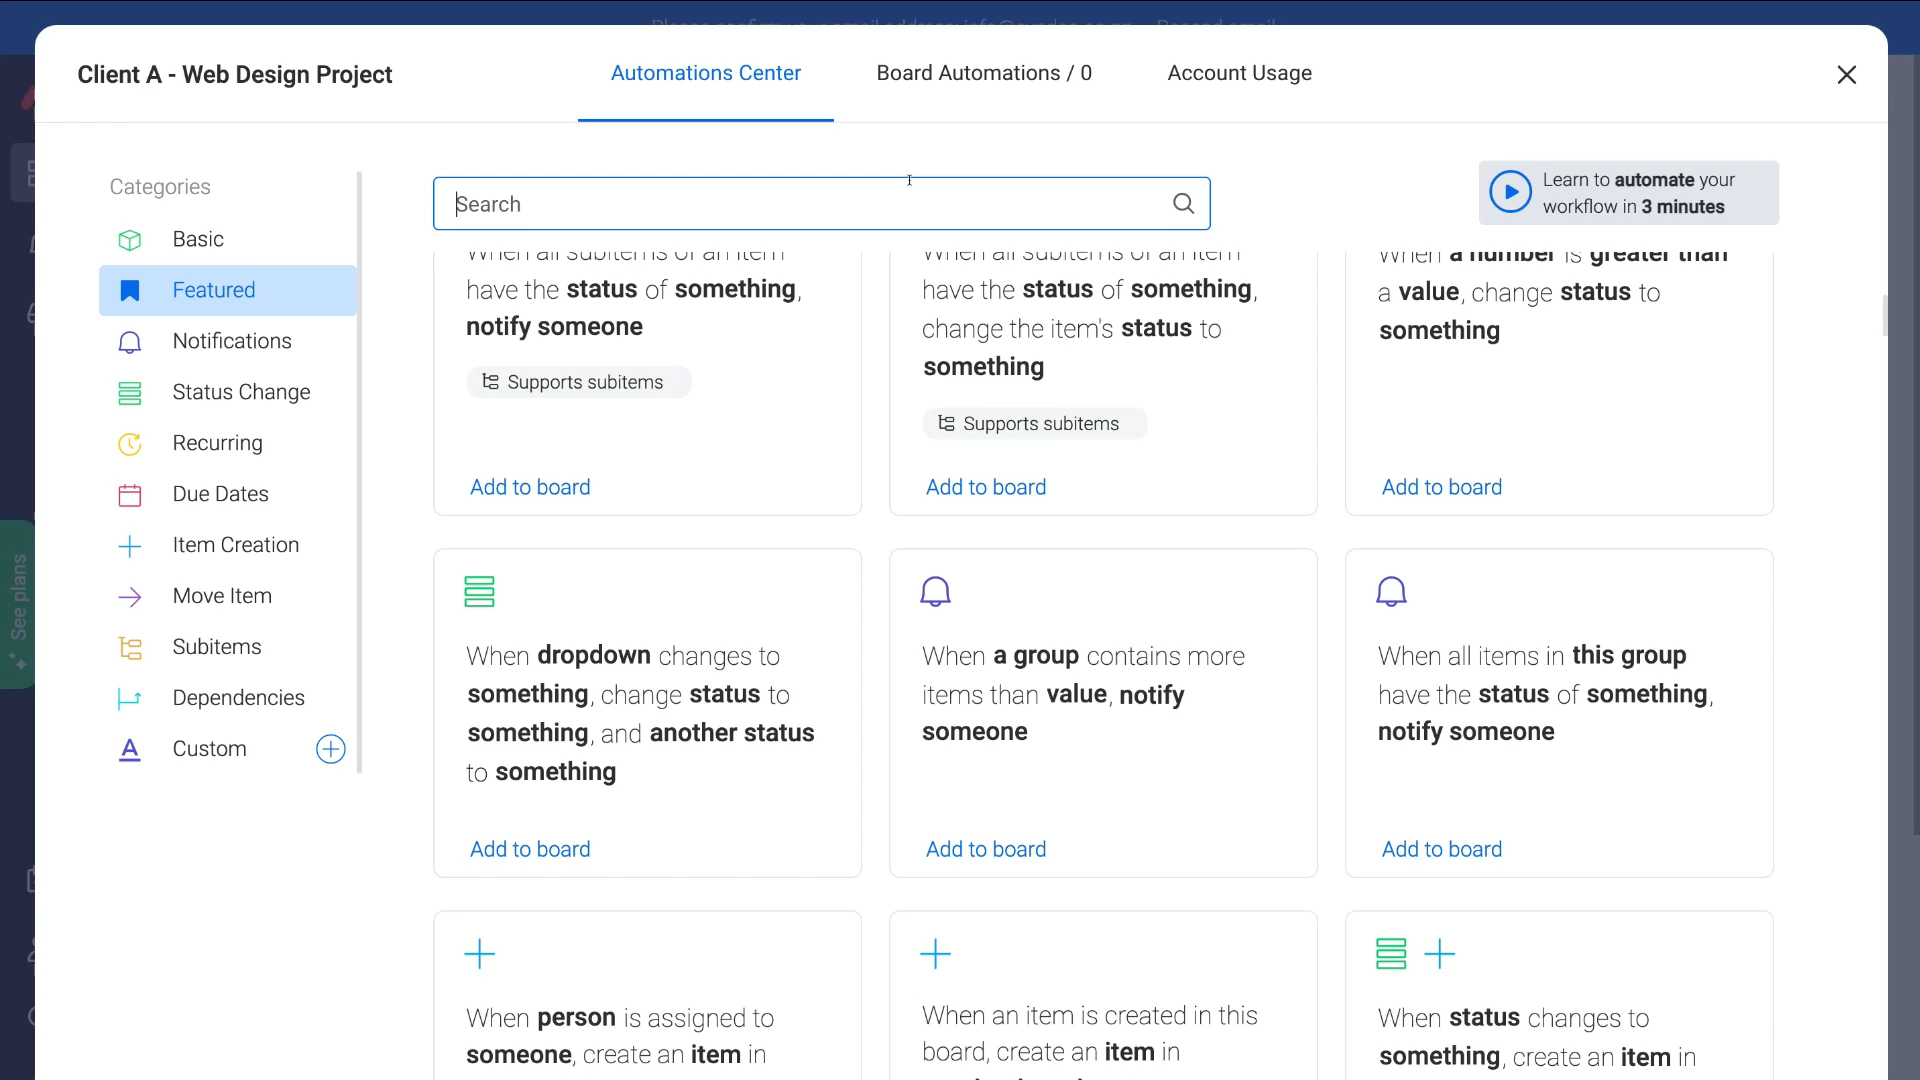 Please confirm your email address: Resend email
Client A - Web Design Project
Automations Center
Board Automations / 0
Account Usage
Categories
Basic
Featured
Notifications
Status Change
Recurring
Due Dates
Item Creation
Move Item
Subitems
Dependencies
Custom
See plans
Search
Learn to automate your
workflow in 3 minutes
When all subitems of an item
have the status of something,
notify someone
Supports subitems
Add to board
When all subitems of an item
have the status of something,
change the item's status to
something
Supports subitems
Add to board
When a number is greater than
a value, change status to
something
Add to board
When dropdown changes to
something, change status to
something, and another status
to something
Add to board
When a group contains more
items than value, notify
someone
Add to board
When all items in this group
have the status of something,
notify someone
Add to board
When person is assigned to
someone, create an item in
When an item is created in this
board, create an item in
When status changes to
something, create an item in